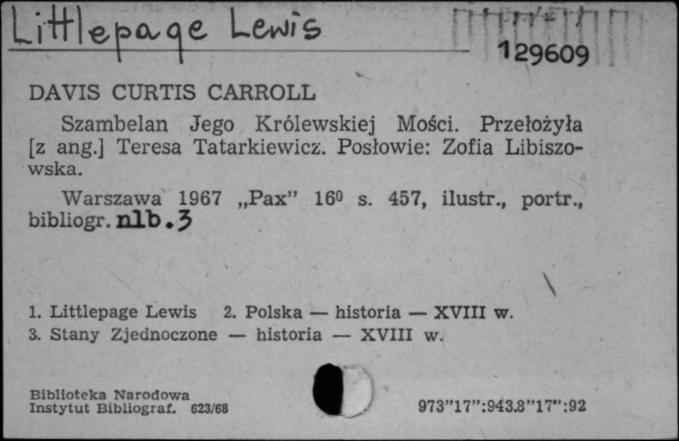 Littlepage Lewis
129609
DAVIS CURTIS CARROLL
Szambelan Jego Królewskiej Mości. Przełożyła
[z ang.] Teresa Tatarkiewicz. Posłowie: Zofia Libiszo-
wska.
Warszawa 1967 „Pax” 16⁰ s. 457, ilustr., portr.,
bibliogr. nlb. 3
1. Littlepage Lewis 2. Polska — historia — XVIII w.
3. Stany Zjednoczone — historia — XVIII w.
Biblioteka Narodowa
Instytut Bibliograf. 623/68
973”17”:943.8”17”:92